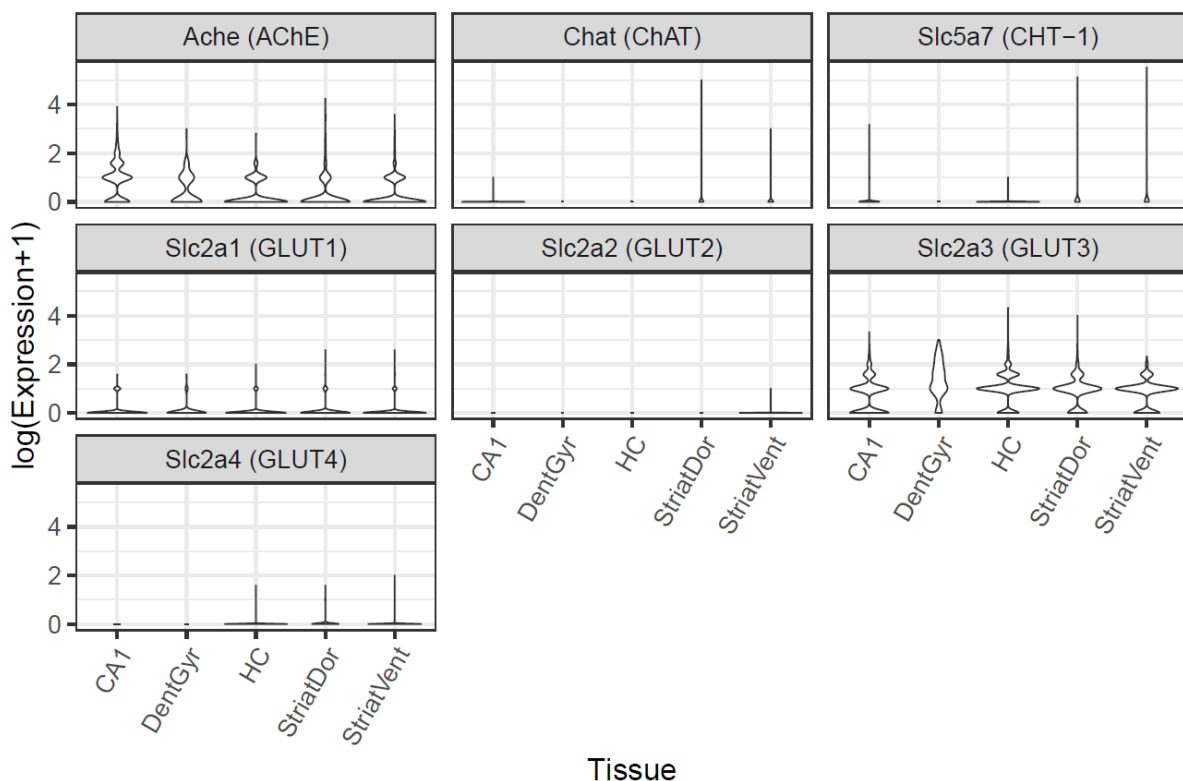 Ache (AChE)
Chat (ChAT)
Slc5a7 (CHT−1)
4
2
0
Slc2a1 (GLUT1)
Slc2a2 (GLUT2)
Slc2a3 (GLUT3)
4
2
0
log(Expression+1)
CA1
DentGyr
HC
StriatDor
StriatVent
CA1
DentGyr
HC
StriatDor
StriatVent
Slc2a4 (GLUT4)
4
2
0
CA1
DentGyr
HC
StriatDor
StriatVent
Tissue